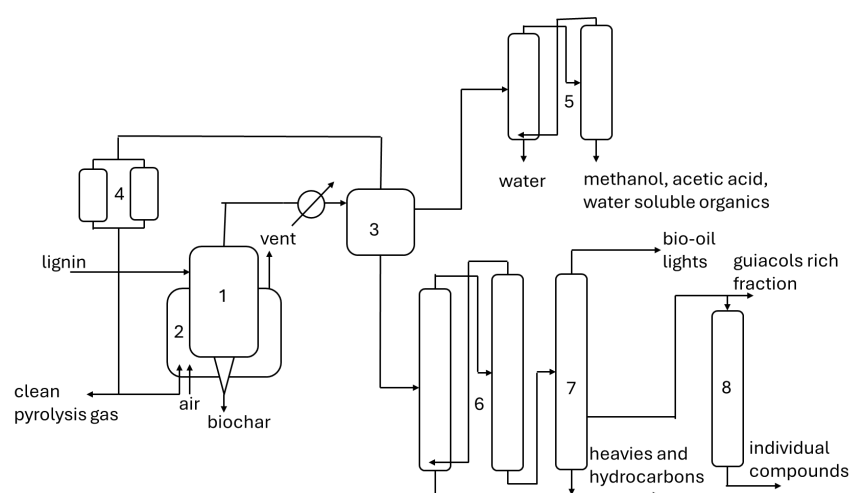 5
water
methanol, acetic acid,
water soluble organics
4
3
vent
lignin
1
2
bio-oil
lights
guiacols rich
fraction
clean
pyrolysis gas
air
biochar
6
7
8
heavies and
hydrocarbons
individual
compounds